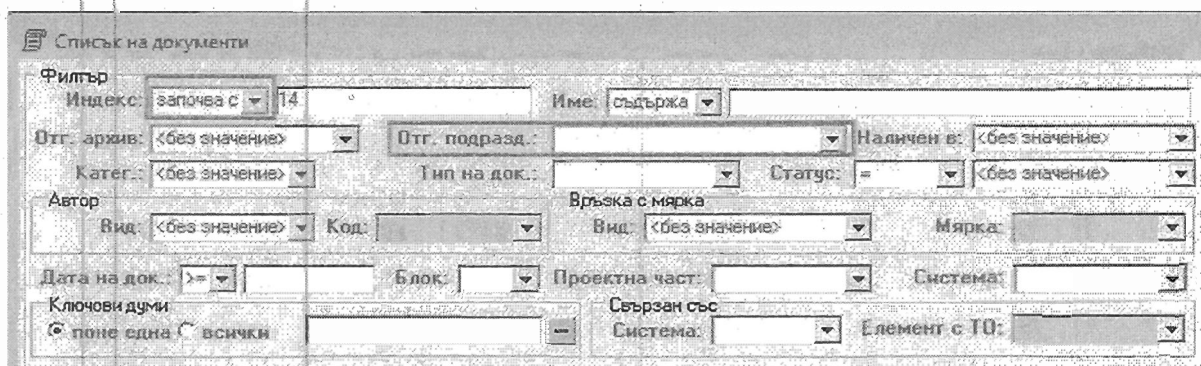 Списък на документи
Филтър
Индекс: започва с 14 Име: съдържа
Отг. архив: <без значение> Отг. подразд.: Наличен в: <без значение>
Катег.: <без значение> Тип на док.: Статус: = <без значение>
Автор Връзка с мярка
Вид: <без значение> Код: Вид: <без значение> Мярка:
Дата на док.: >= Блок: Проектна част: Система:
Ключови думи Свързан със
поне една всички Система: Елемент с ТО: